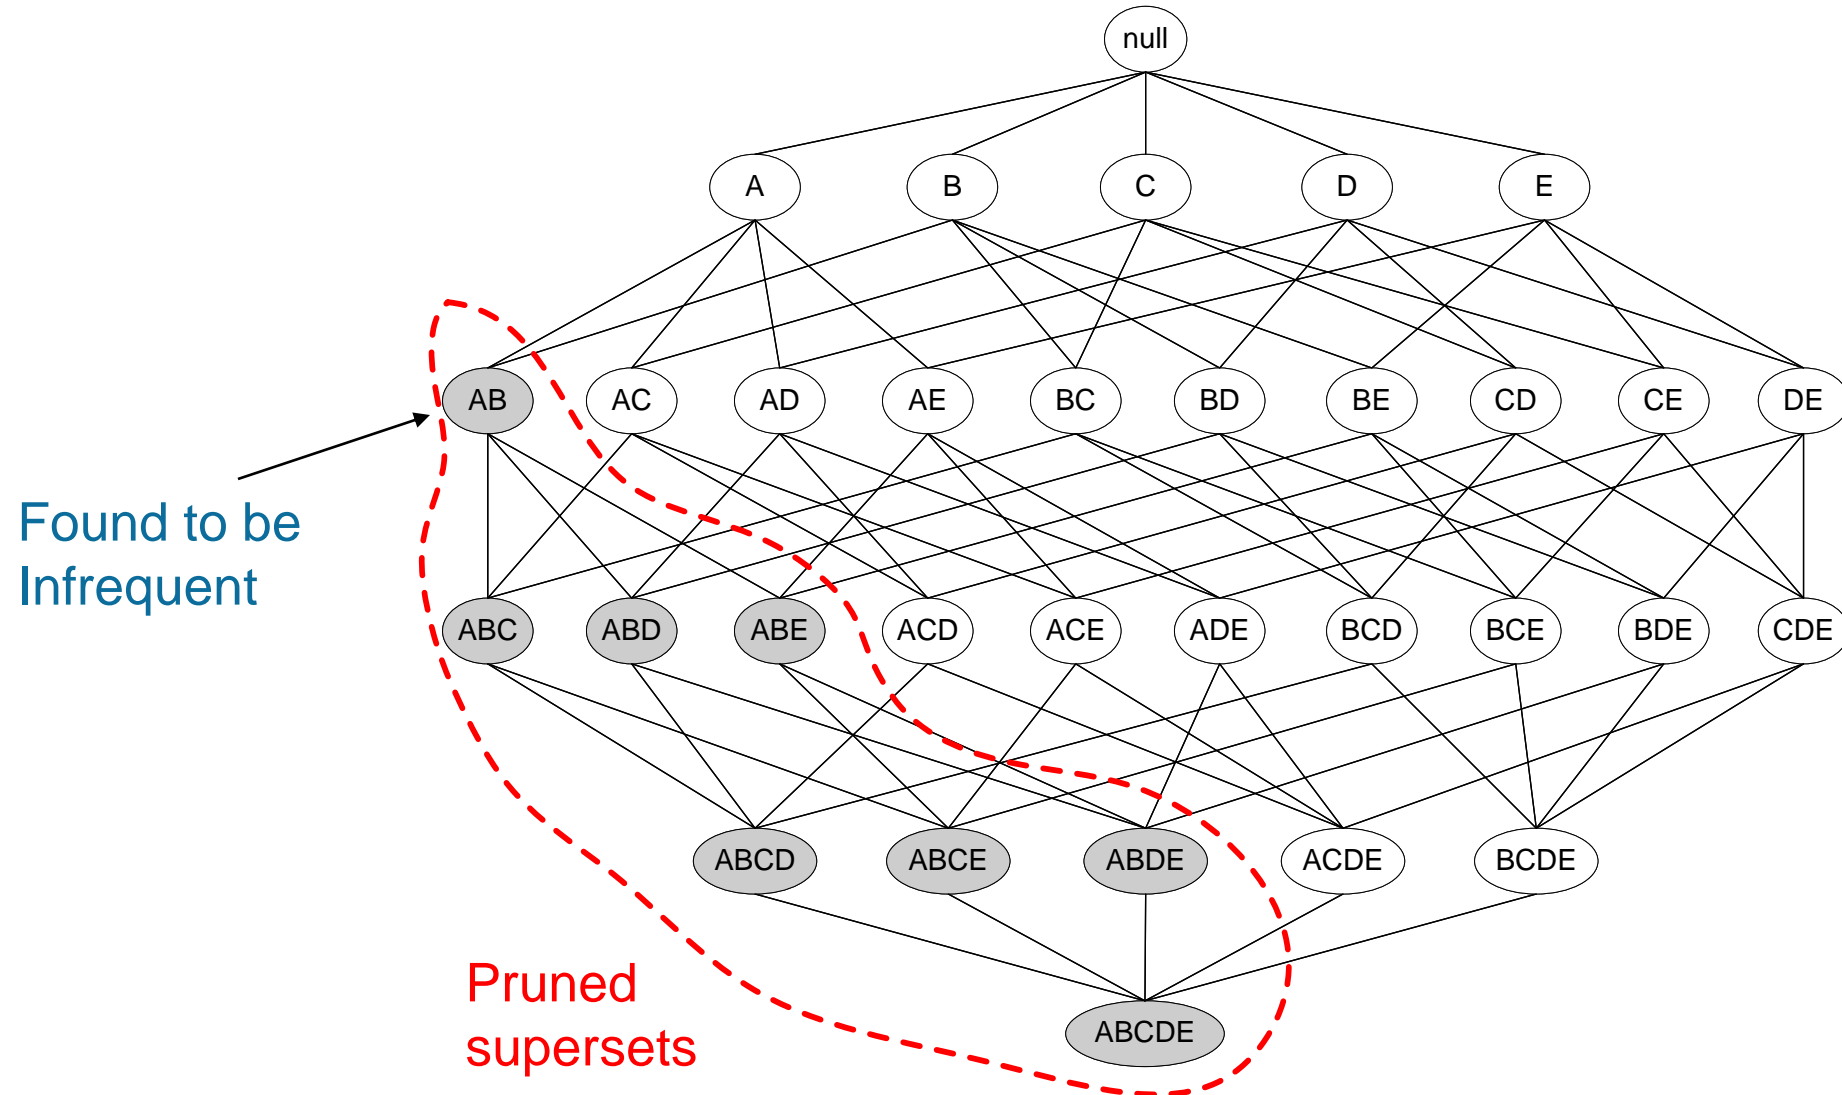 null
A B C D E
AB AC AD AE BC BD BE CD CE DE
Found to be
Infrequent
ABC ABD ABE ACD ACE ADE BCD BCE BDE CDE
ABCD ABCE ABDE ACDE BCDE
Pruned
supersets
ABCDE